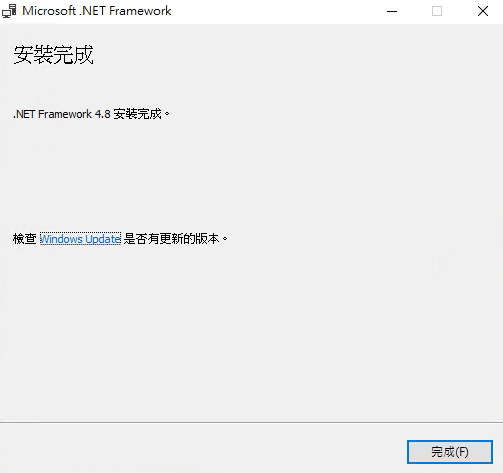 Microsoft .NET Framework
安裝完成
.NET Framework 4.8 安裝完成。
檢查 Windows Update 是否有更新的版本。
完成(F)